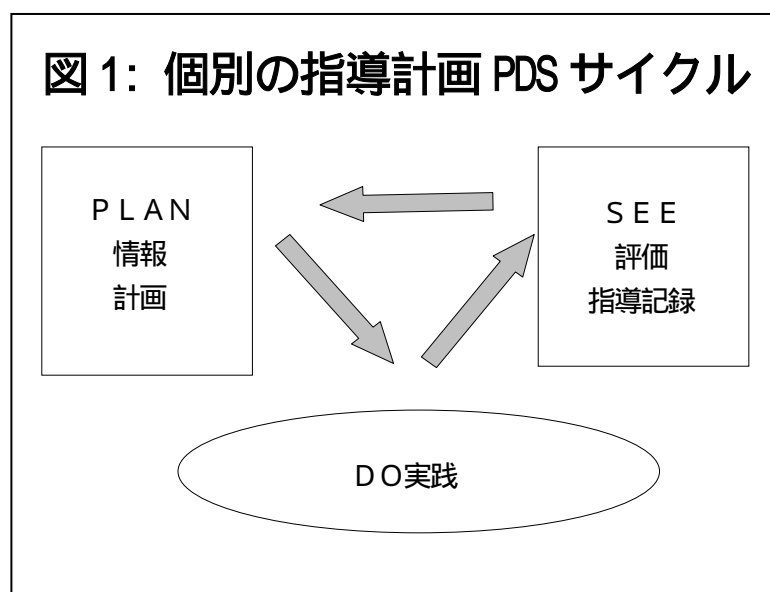 図 1: 個別の指導計画 PDS サイクル
ＰＬＡＮ
情報
計画
ＳＥＥ
評価
指導記録
ＤＯ実践